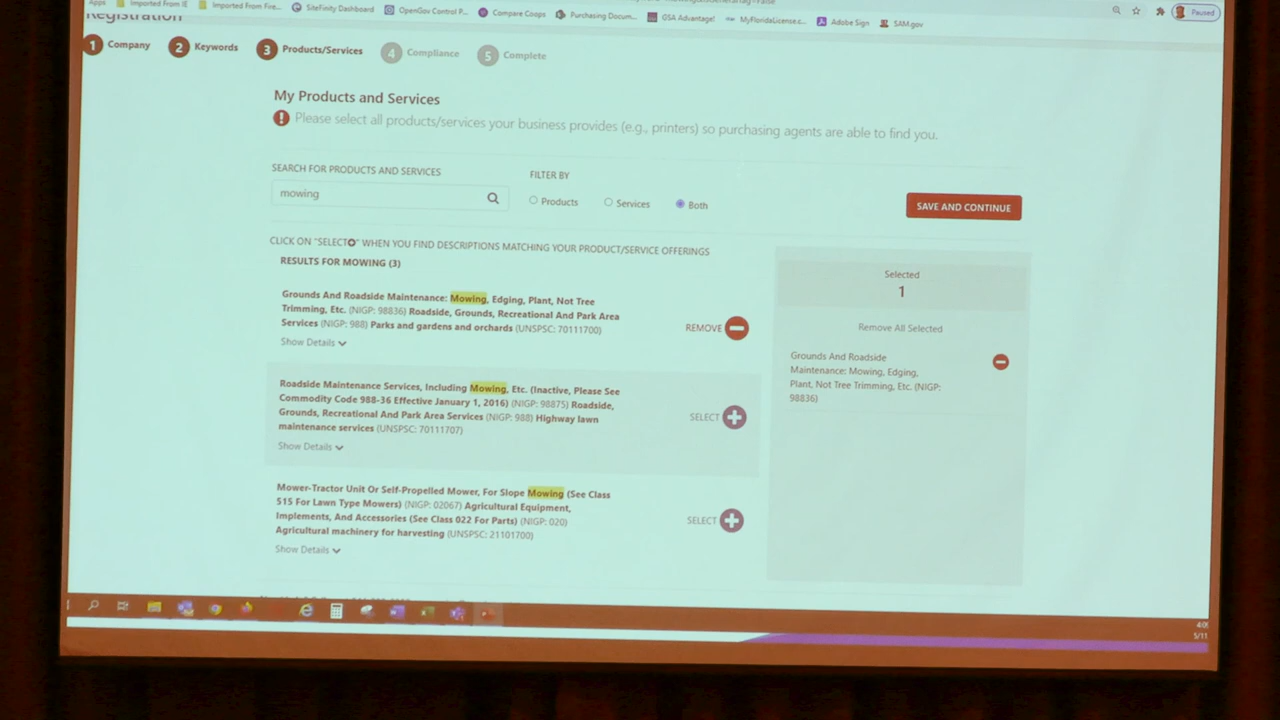 Apps Imported From IE Imported From Fire... SiteFinity Dashboard OpenGov Control P... Compare Coops Purchasing Docum... GSA Advantage! MyFloridaLicense.c... Adobe Sign SAM.gov Paused
Registration
1 Company 2 Keywords 3 Products/Services 4 Compliance 5 Complete
My Products and Services
Please select all products/services your business provides (e.g., printers) so purchasing agents are able to find you.
SEARCH FOR PRODUCTS AND SERVICES
FILTER BY
mowing
Products Services Both
SAVE AND CONTINUE
CLICK ON "SELECT" WHEN YOU FIND DESCRIPTIONS MATCHING YOUR PRODUCT/SERVICE OFFERINGS
RESULTS FOR MOWING (3)
Grounds And Roadside Maintenance: Mowing, Edging, Plant, Not Tree
Trimming, Etc. (NIGP: 98836) Roadside, Grounds, Recreational And Park Area
Services (NIGP: 988) Parks and gardens and orchards (UNSPSC: 70111700)
REMOVE
Show Details
Roadside Maintenance Services, Including Mowing, Etc. (Inactive, Please See
Commodity Code 988-36 Effective January 1, 2016) (NIGP: 98875) Roadside,
Grounds, Recreational And Park Area Services (NIGP: 988) Highway lawn
maintenance services (UNSPSC: 70111707)
SELECT
Show Details
Mower-Tractor Unit Or Self-Propelled Mower, For Slope Mowing (See Class
515 For Lawn Type Mowers) (NIGP: 02067) Agricultural Equipment,
Implements, And Accessories (See Class 022 For Parts) (NIGP: 020)
Agricultural machinery for harvesting (UNSPSC: 21101700)
SELECT
Show Details
Selected
1
Remove All Selected
Grounds And Roadside
Maintenance: Mowing, Edging,
Plant, Not Tree Trimming, Etc. (NIGP:
98836)
5/11